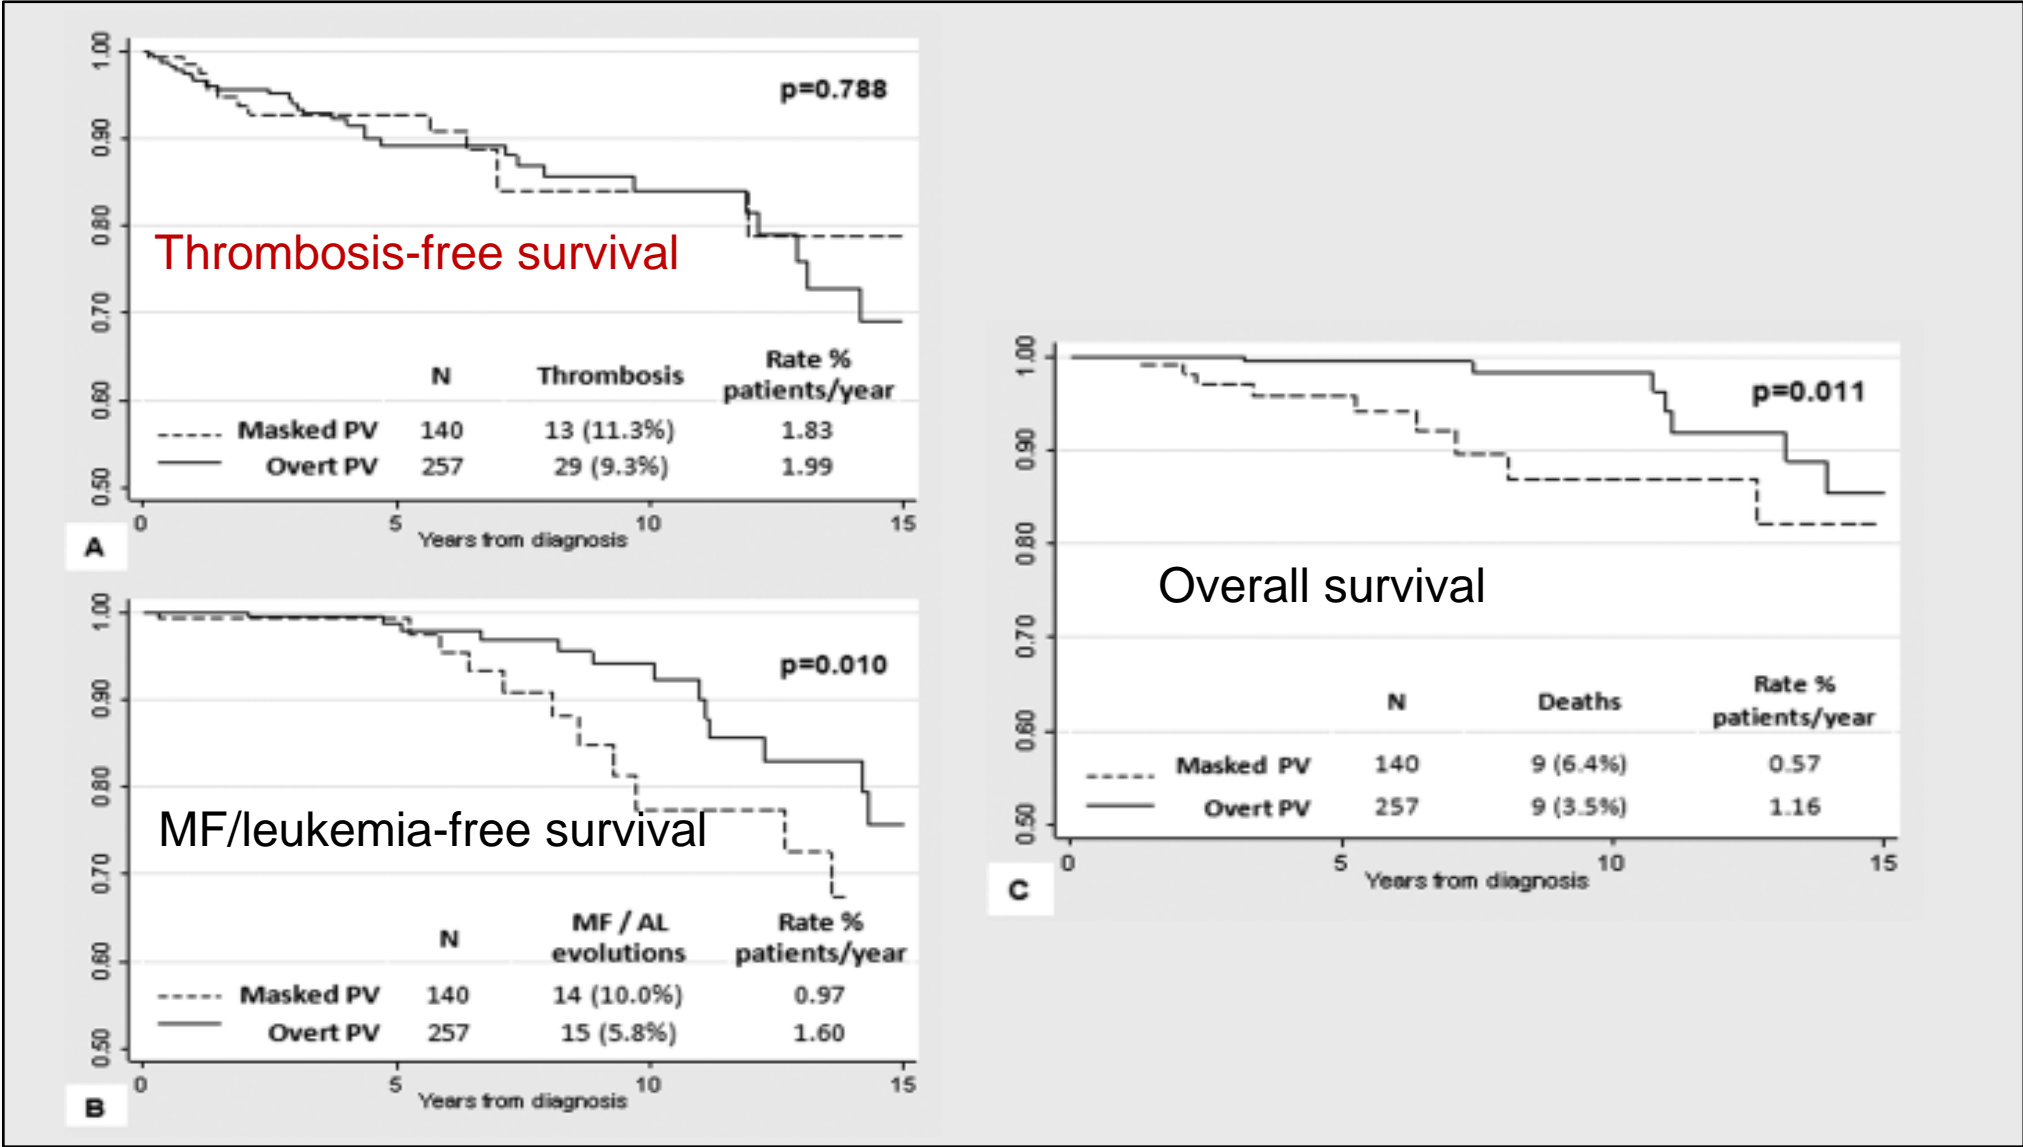 1.00
0.90
0.80
0.70
0.60
0.50
p=0.788
Thrombosis-free survival
N Thrombosis Rate % patients/year
Masked PV 140 13 (11.3%) 1.83
Overt PV 257 29 (9.3%) 1.99
0 5 10 15
Years from diagnosis
A
1.00
0.90
0.80
0.70
0.60
0.50
p=0.010
MF/leukemia-free survival
N MF / AL evolutions Rate % patients/year
Masked PV 140 14 (10.0%) 0.97
Overt PV 257 15 (5.8%) 1.60
0 5 10 15
Years from diagnosis
B
1.00
0.90
0.80
0.70
0.60
0.50
p=0.011
Overall survival
N Deaths Rate % patients/year
Masked PV 140 9 (6.4%) 0.57
Overt PV 257 9 (3.5%) 1.16
0 5 10 15
Years from diagnosis
C